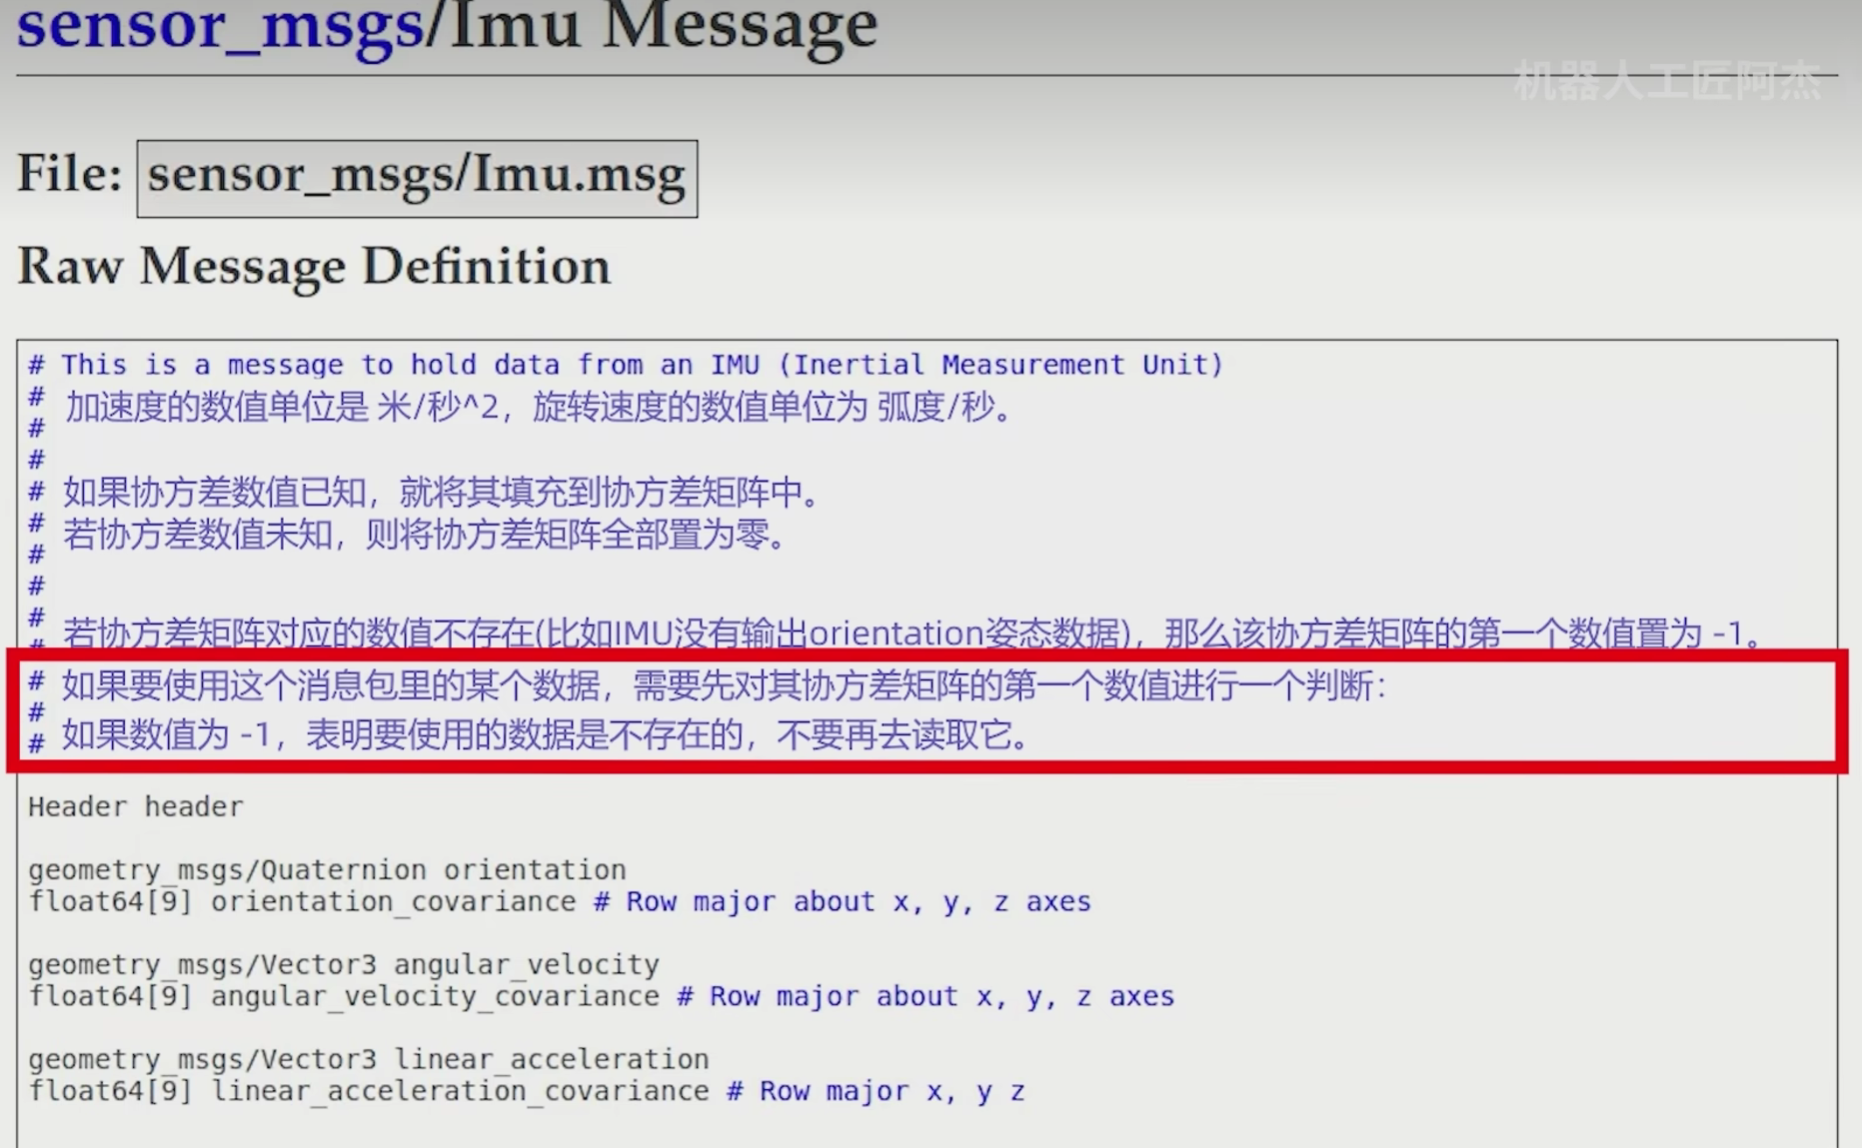 sensor_msgs/Imu Message
机器人工匠阿杰
File: sensor_msgs/Imu.msg
Raw Message Definition
# This is a message to hold data from an IMU (Inertial Measurement Unit)
# 加速度的数值单位是 米/秒^2，旋转速度的数值单位为 弧度/秒。
#
#
# 如果协方差数值已知，就将其填充到协方差矩阵中。
# 若协方差数值未知，则将协方差矩阵全部置为零。
#
#
# 若协方差矩阵对应的数值不存在(比如IMU没有输出orientation姿态数据)，那么该协方差矩阵的第一个数值置为 -1。
# 如果要使用这个消息包里的某个数据，需要先对其协方差矩阵的第一个数值进行一个判断：
#
# 如果数值为 -1，表明要使用的数据是不存在的，不要再去读取它。
Header header
geometry_msgs/Quaternion orientation
float64[9] orientation_covariance # Row major about x, y, z axes
geometry_msgs/Vector3 angular_velocity
float64[9] angular_velocity_covariance # Row major about x, y, z axes
geometry_msgs/Vector3 linear_acceleration
float64[9] linear_acceleration_covariance # Row major x, y z